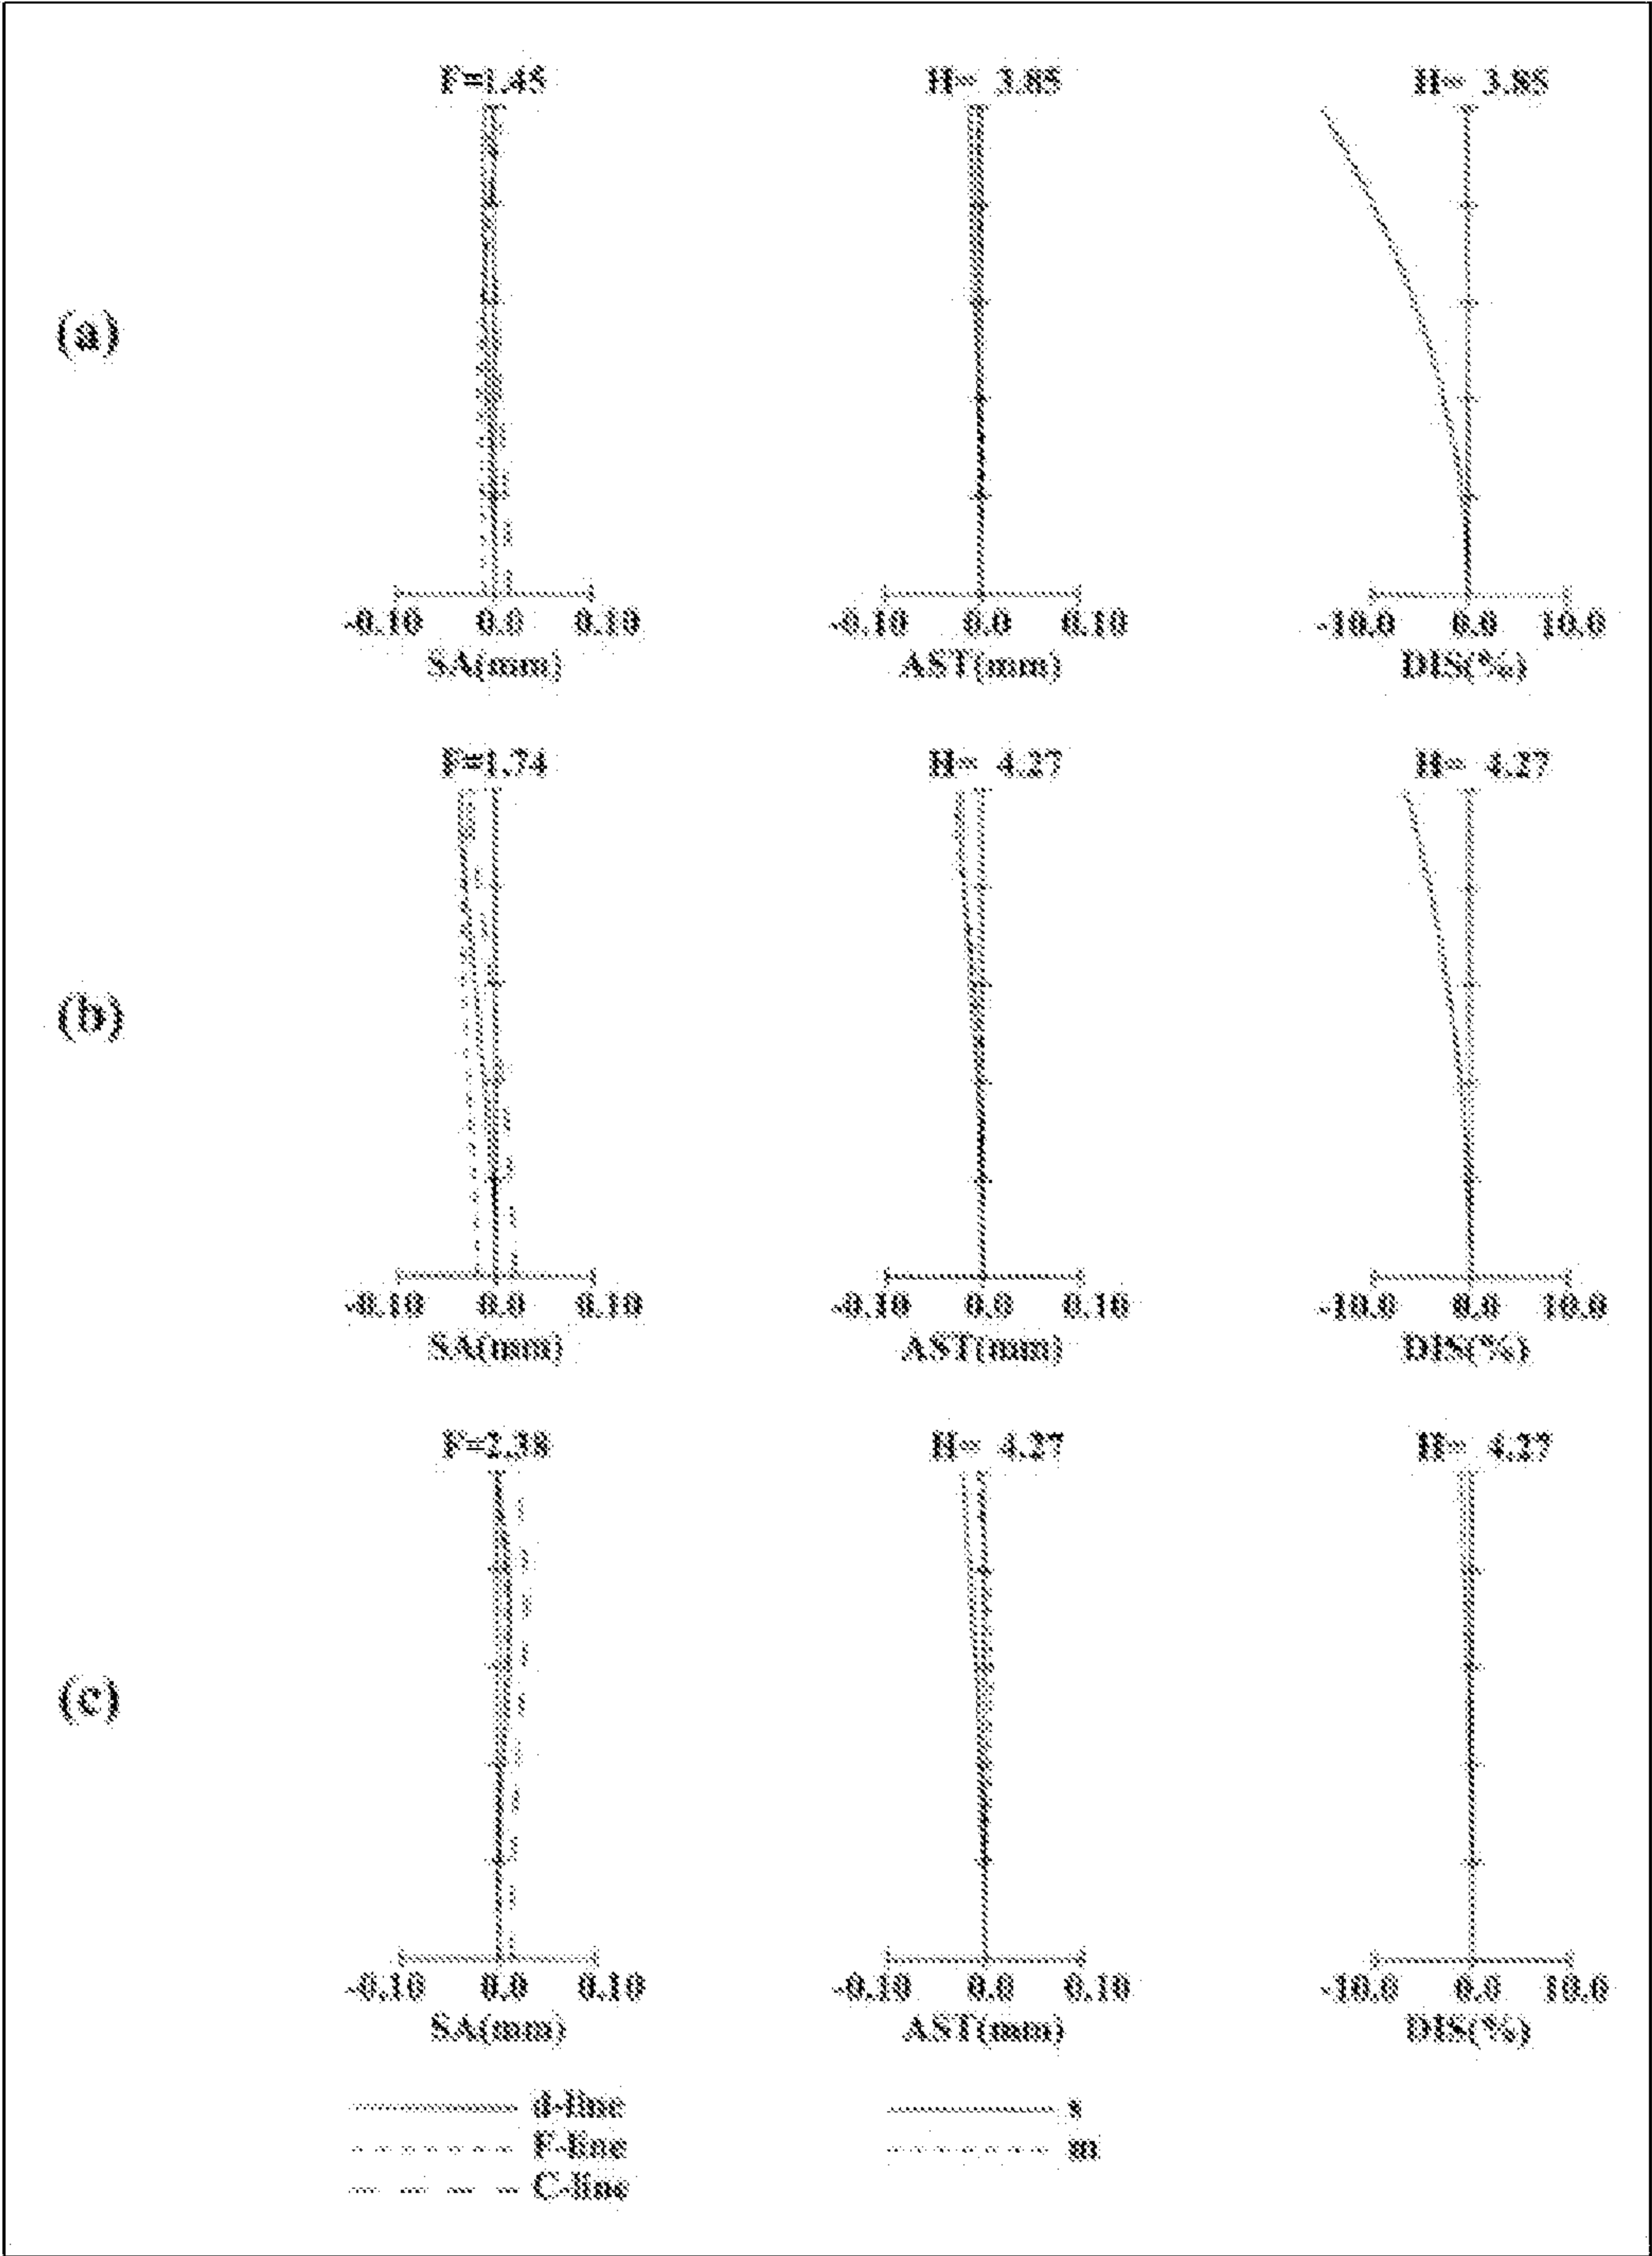 F=1.45 H= 3.85 H= 3.85
(a)
-0.10 0.0 0.10 -0.10 0.0 0.10 -10.0 0.0 10.0
SA(mm) AST(mm) DIS(%)
F=1.74 H= 4.27 H= 4.27
(b)
-0.10 0.0 0.10 -0.10 0.0 0.10 -10.0 0.0 10.0
SA(mm) AST(mm) DIS(%)
F=2.38 H= 4.27 H= 4.27
(c)
-0.10 0.0 0.10 -0.10 0.0 0.10 -10.0 0.0 10.0
SA(mm) AST(mm) DIS(%)
d-line s
F-line m
C-line